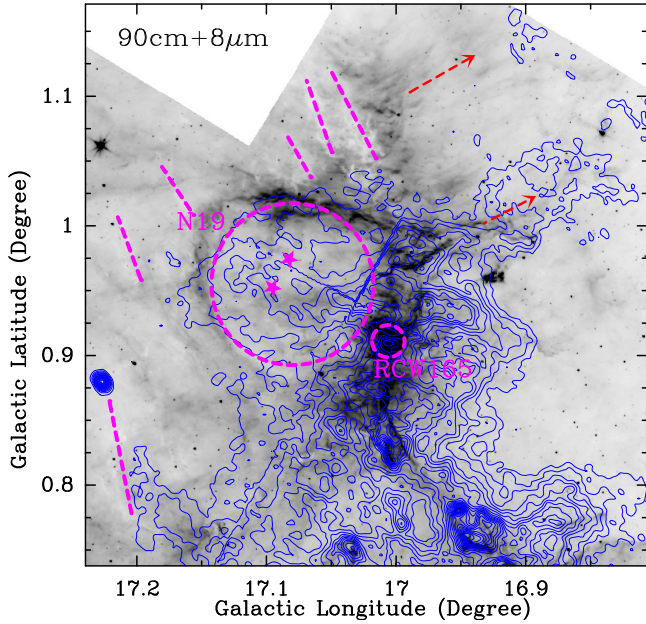 90cm+8μm
1.1
1
0.9
0.8
N19
RCW165
17.2
17.1
17
16.9
Galactic Latitude (Degree)
Galactic Longitude (Degree)